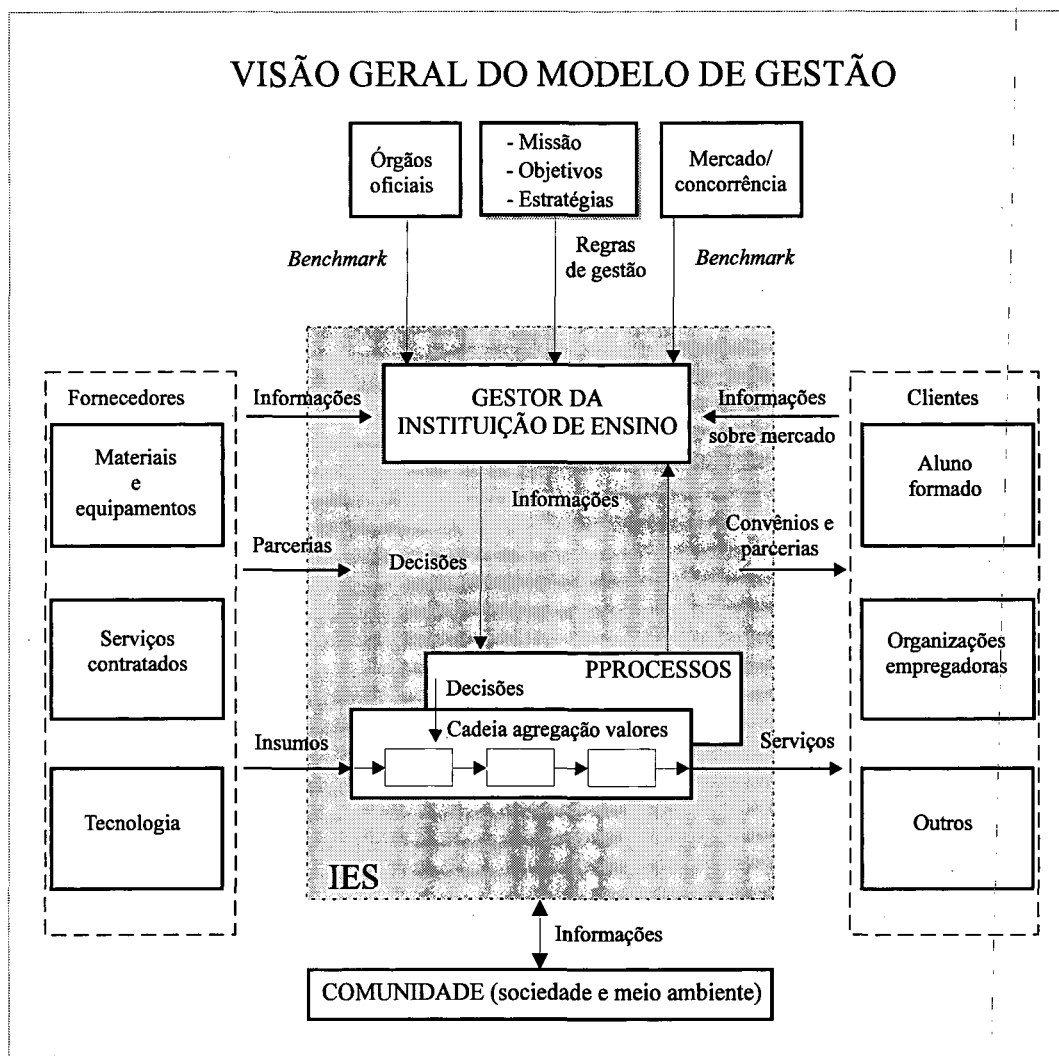 VISÃO GERAL DO MODELO DE GESTÃO
Órgãos
oficiais
- Missão
- Objetivos
- Estratégias
Mercado/
concorrência
Benchmark
Regras
de gestão
Benchmark
Fornecedores
Informações
GESTOR DA
INSTITUIÇÃO DE ENSINO
Informações
sobre mercado
Clientes
Materiais
e
equipamentos
Aluno
formado
Informações
Parcerias
Decisões
Convênios e
parcerias
Serviços
contratados
Organizações
empregadoras
PPROCESSOS
Decisões
Cadeia agregação valores
Insumos
Serviços
Tecnologia
Outros
IES
Informações
COMUNIDADE (sociedade e meio ambiente)